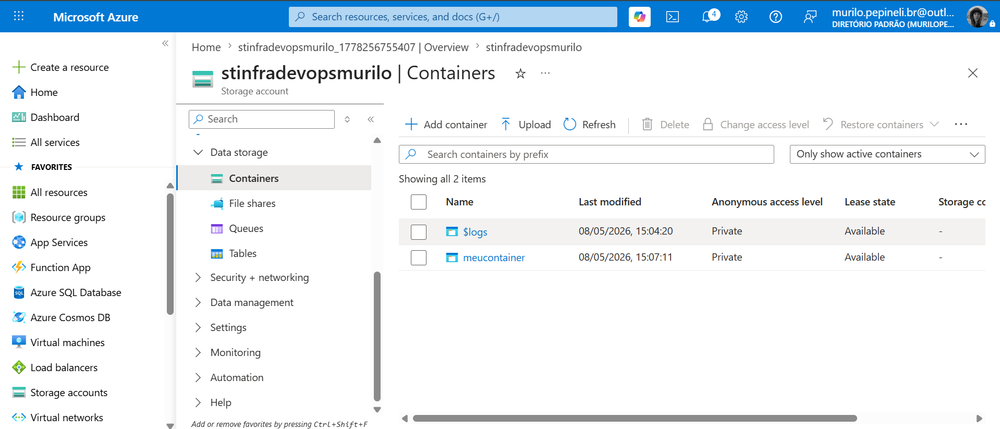 Microsoft Azure
Search resources, services, and docs (G+/)
4
murilo.pepineli.br@outl...
DIRETÓRIO PADRÃO (MURILOPE...
Create a resource
Home
Dashboard
All services
FAVORITES
All resources
Resource groups
App Services
Function App
SQL
Azure SQL Database
Azure Cosmos DB
Virtual machines
Load balancers
Storage accounts
Virtual networks
Home > stinfradevopsmurilo_1778256755407 | Overview > stinfradevopsmurilo
stinfradevopsmurilo | Containers
Storage account
Search
Data storage
Containers
File shares
Queues
Tables
Security + networking
Data management
Settings
Monitoring
Automation
Help
Add or remove favorites by pressing Ctrl+Shift+F
Add container Upload Refresh Delete Change access level Restore containers
Search containers by prefix
Only show active containers
Showing all 2 items
Name Last modified Anonymous access level Lease state Storage co
$logs 08/05/2026, 15:04:20 Private Available -
meucontainer 08/05/2026, 15:07:11 Private Available -